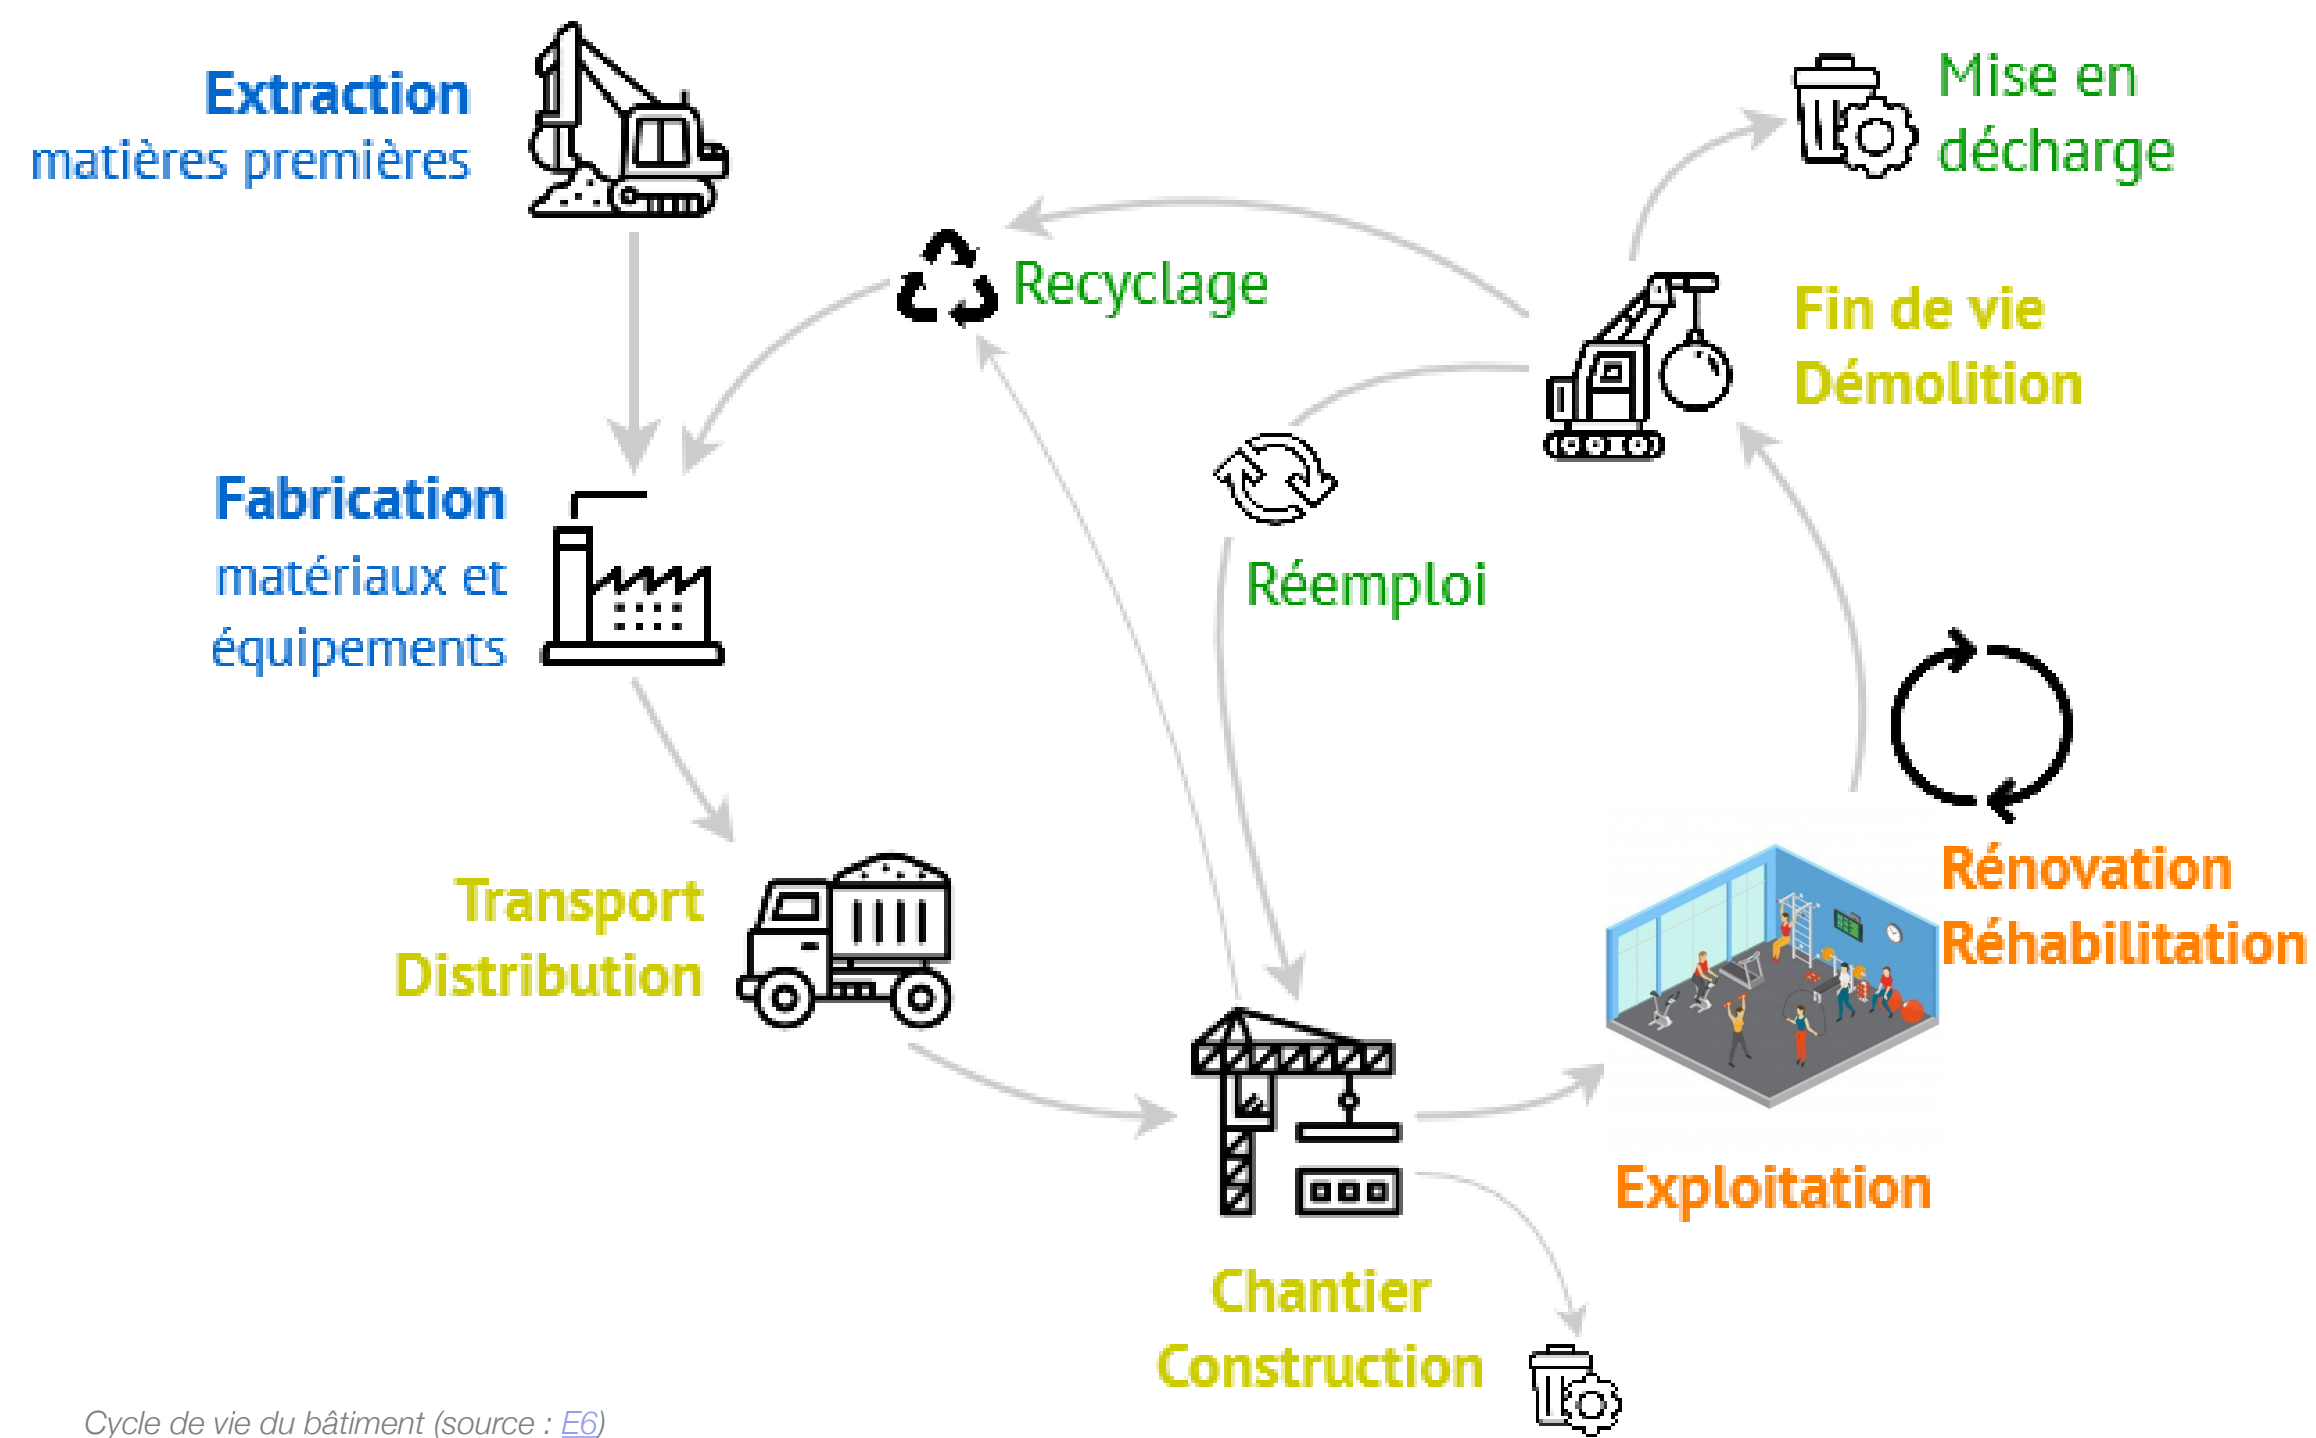 Extraction
matières premières
Mise en
décharge
Recyclage
Fin de vie
Démolition
Fabrication
matériaux et
équipements
Réemploi
Transport
Distribution
Rénovation
Réhabilitation
Exploitation
Chantier
Construction
Cycle de vie du bâtiment (source : E6)